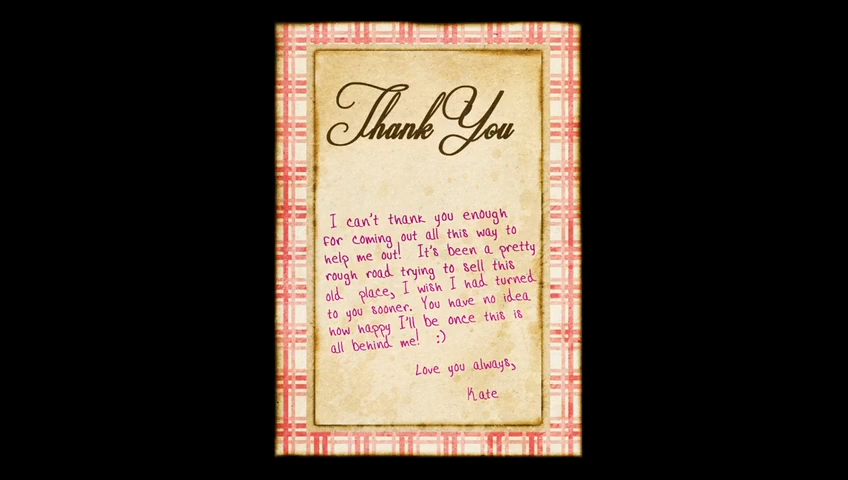 Thank You
I can't thank you enough
for coming out all this way to
help me out! It's been a pretty
rough road trying to sell this
old place, I wish I had turned
to you sooner. You have no idea
how happy I'll be once this is
all behind me! :)
Love you always,
Kate